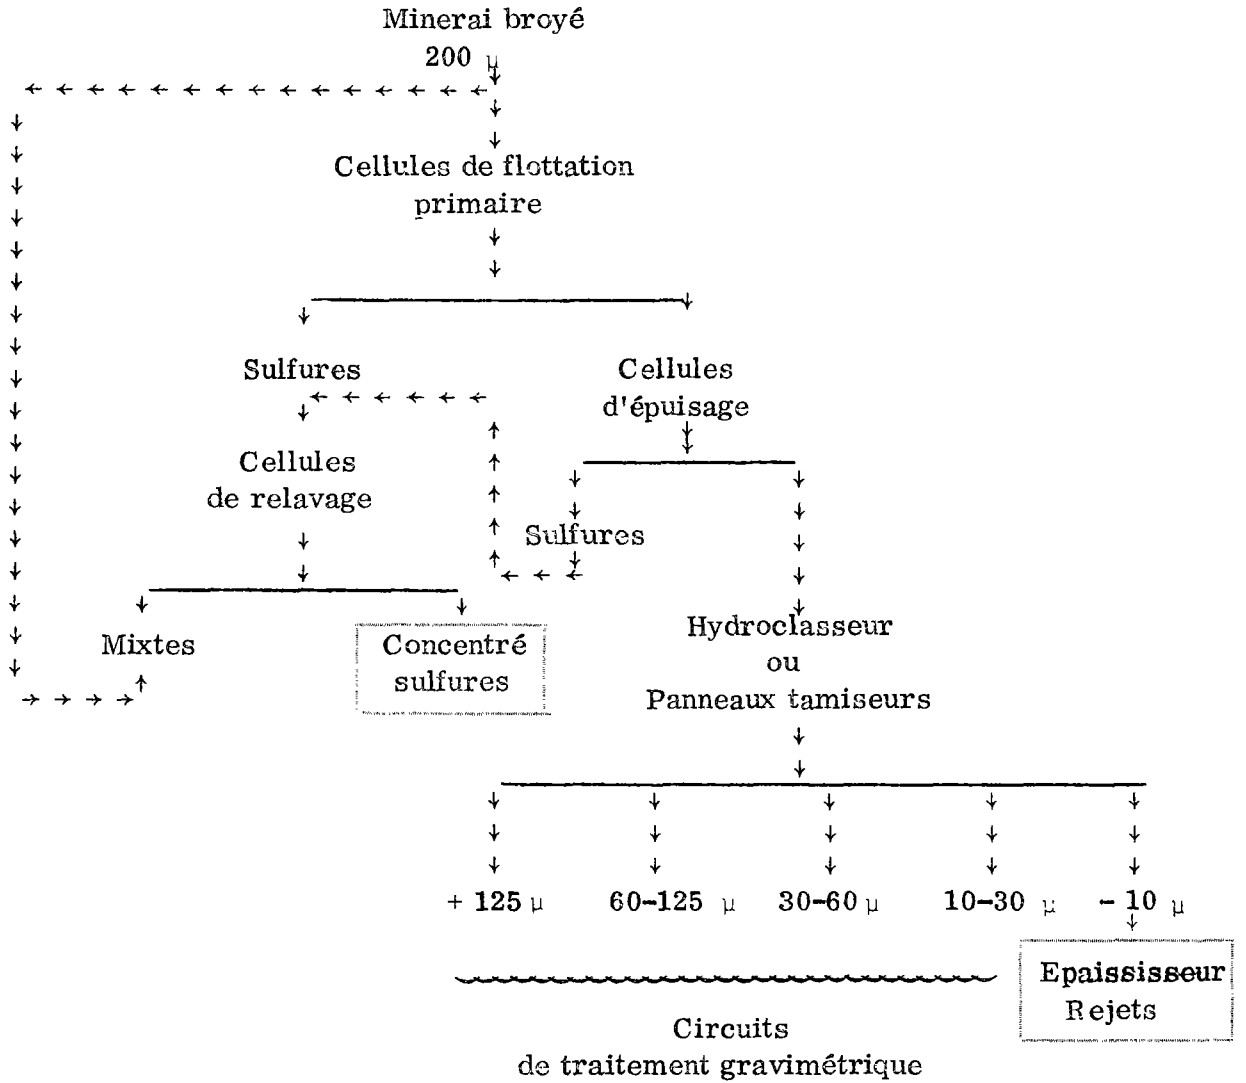 Minerai broyé
200 μ
Cellules de flottation
primaire
Sulfures
Cellules
d'épuisage
Cellules
de relavage
Sulfures
Mixtes
Concentré
sulfures
Hydroclasseur
ou
Panneaux tamiseurs
+ 125 μ 60-125 μ 30-60 μ 10-30 μ - 10 μ
Epaississeur
Rejets
Circuits
de traitement gravimétrique